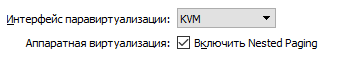 Интерфейс паравиртуализации: KVM
Аппаратная виртуализация: Включить Nested Paging